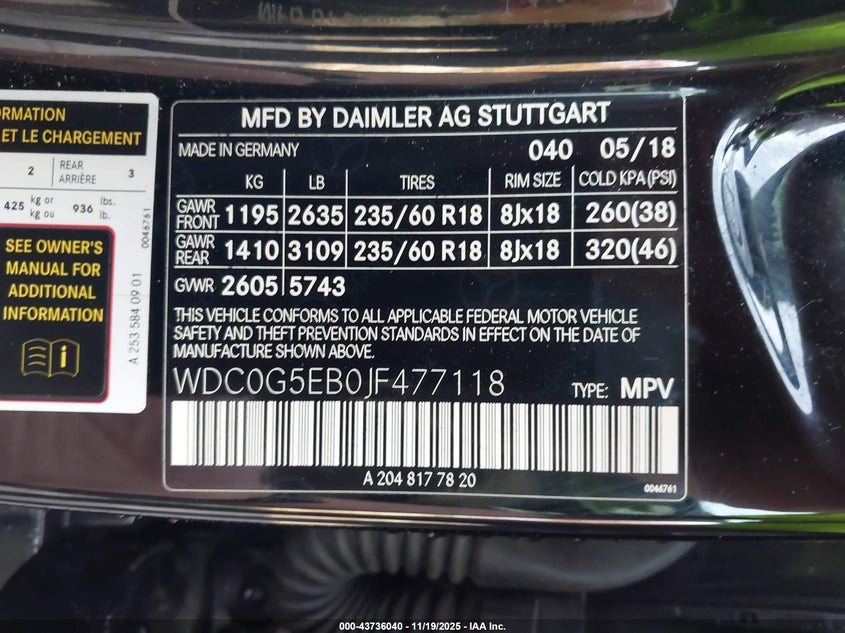 ORMATION
ET LE CHARGEMENT
2 REAR ARRIÈRE 3
425 kg or kg ou 936 lbs. lb.
SEE OWNER'S
MANUAL FOR
ADDITIONAL
INFORMATION
0046761
A 253 584 09 01
MFD BY DAIMLER AG STUTTGART
MADE IN GERMANY 040 05/18
KG LB TIRES RIM SIZE COLD KPA(PSI)
GAWR FRONT 1195 2635 235/60 R18 8Jx18 260(38)
GAWR REAR 1410 3109 235/60 R18 8Jx18 320(46)
GVWR 2605 5743
THIS VEHICLE CONFORMS TO ALL APPLICABLE FEDERAL MOTOR VEHICLE
SAFETY AND THEFT PREVENTION STANDARDS IN EFFECT ON THE DATE OF
MANUFACTURE SHOWN ABOVE.
WDC0G5EB0JF477118 TYPE: MPV
A 204 817 78 20
0046761
000-43736040 - 11/19/2025 - IAA Inc.